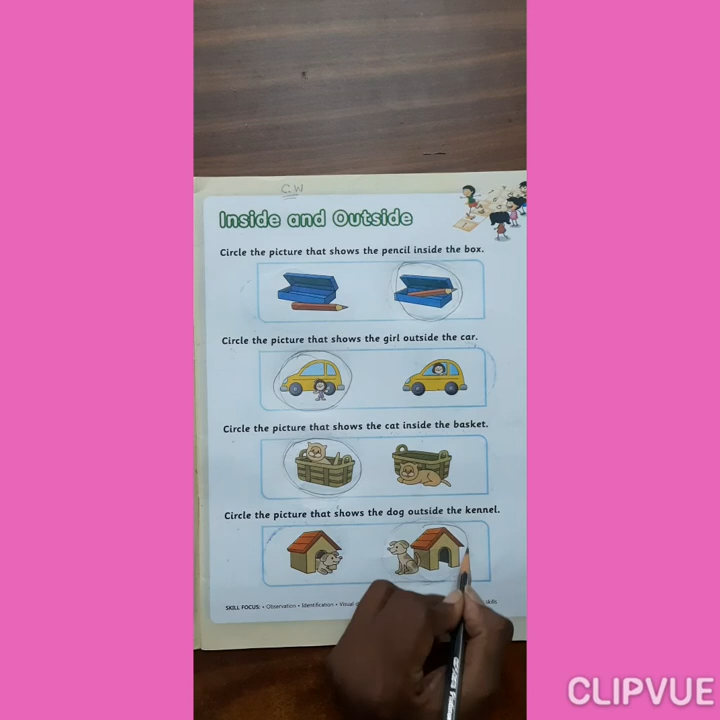 C.W
Inside and Outside
Circle the picture that shows the pencil inside the box.
Circle the picture that shows the girl outside the car.
Circle the picture that shows the cat inside the basket.
Circle the picture that shows the dog outside the kennel.
SKILL FOCUS: • Observation • Identification • Visual
skills
CLIPVUE